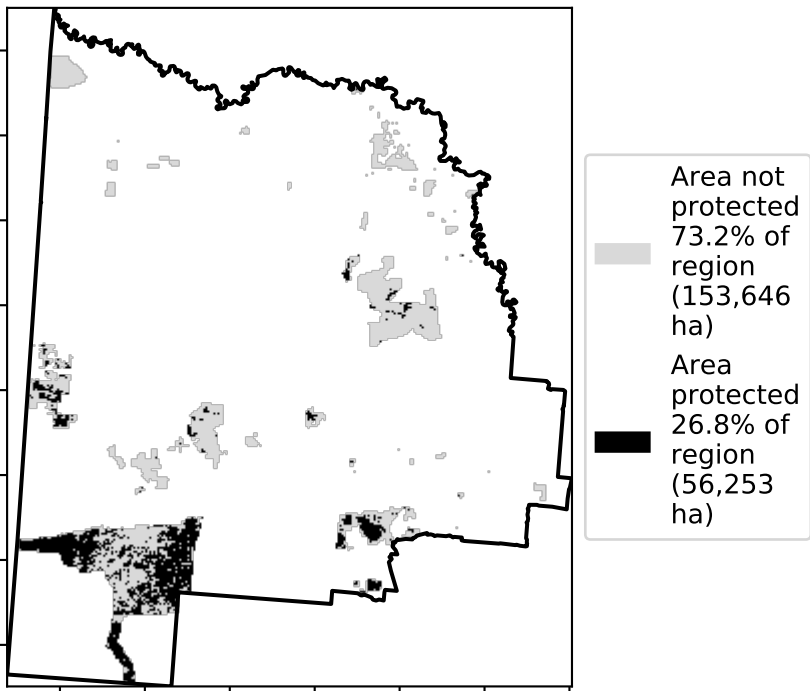 Area not
protected
73.2% of
region
(153,646
ha)
Area
protected
26.8% of
region
(56,253
ha)